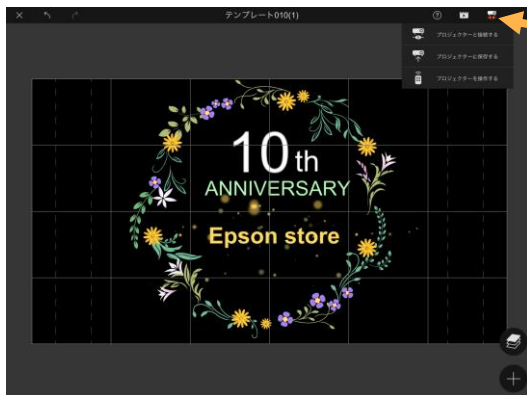 テンプレート010(1)
プロジェクターと接続する
プロジェクターに保存する
プロジェクターを操作する
10th
ANNIVERSARY
Epson store